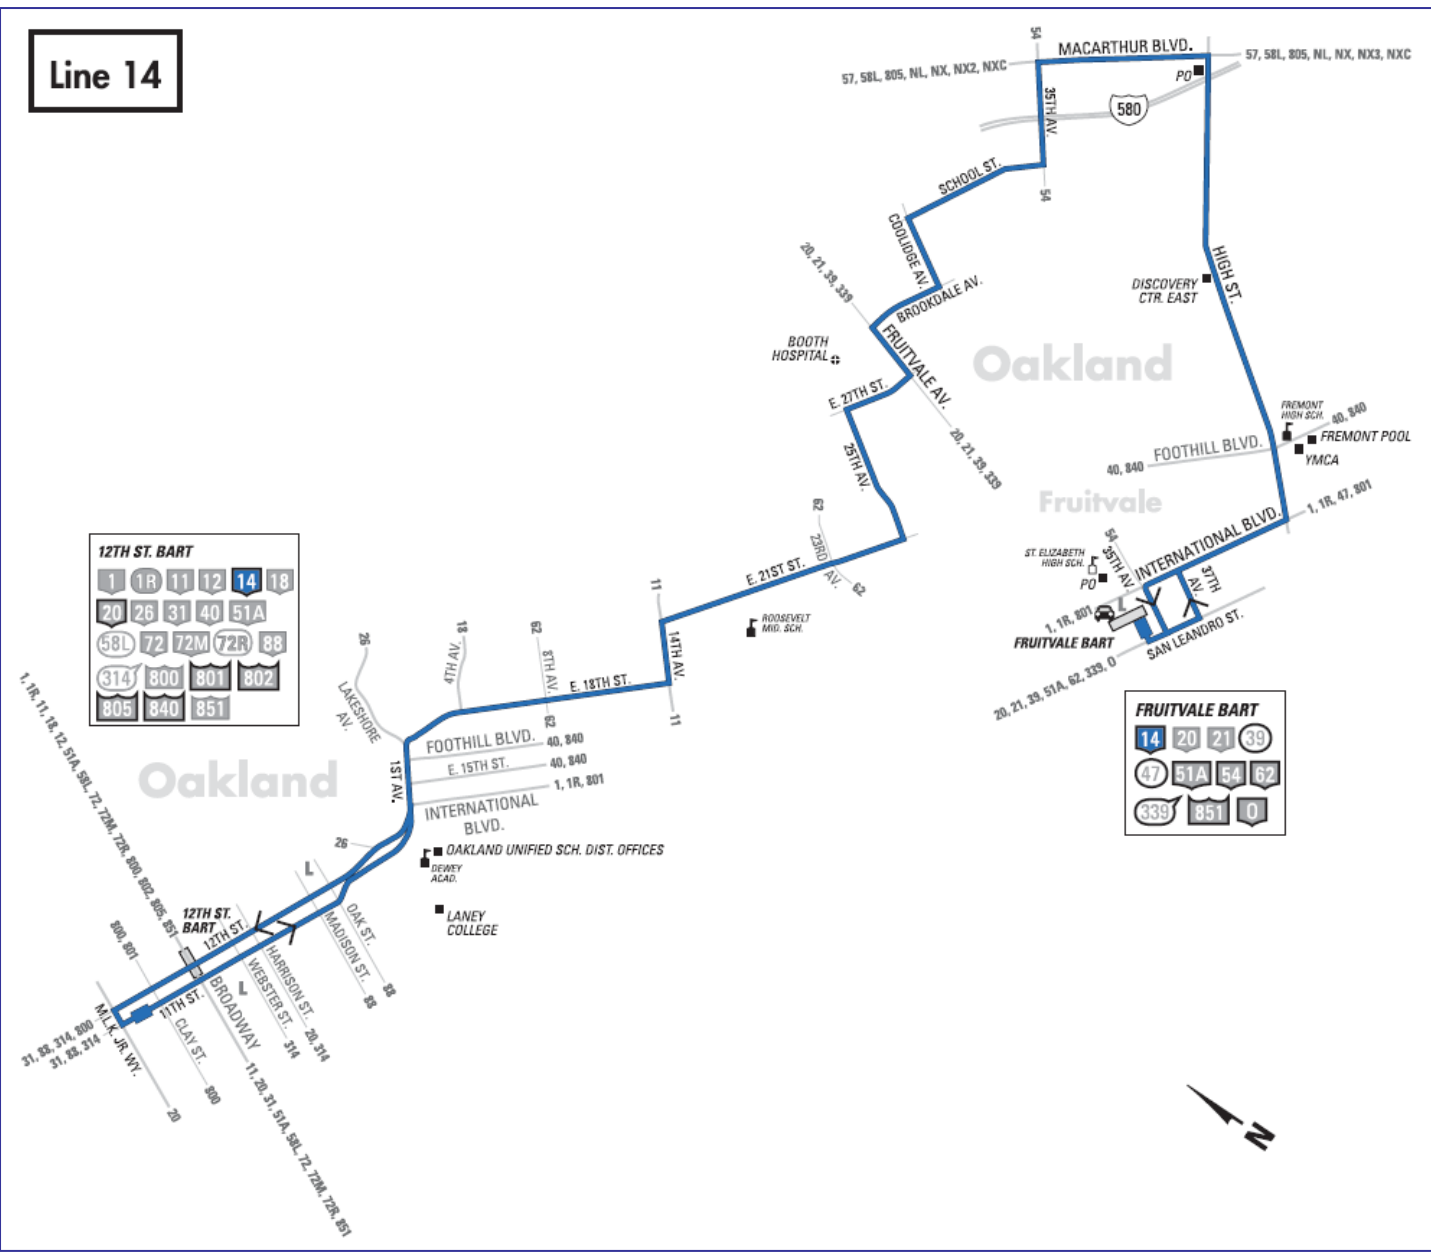 Line 14
54
MACARTHUR BLVD.
57, 58L, 805, NL, NX, NX2, NXC
57, 58L, 805, NL, NX, NX3, NXC
PO
35TH AV.
580
SCHOOL ST.
54
COOLIDGE AV.
HIGH ST.
20, 21, 39, 339
BROOKDALE AV.
DISCOVERY
CTR. EAST
FRUITVALE AV.
BOOTH
HOSPITAL
Oakland
E. 27TH ST.
FREMONT
HIGH SCH.
40, 840
FREMONT POOL
YMCA
FOOTHILL BLVD.
40, 840
20, 21, 39, 339
25TH AV.
Fruitvale
1, 1R, 47, 801
INTERNATIONAL BLVD.
62
23RD
AV.
62
E. 21ST ST.
54
35TH AV.
ST. ELIZABETH
HIGH SCH.
PO
37TH
AV.
L
1, 1R, 801
FRUITVALE BART
SAN LEANDRO ST.
20, 21, 39, 51A, 62, 339, O
ROOSEVELT
MID. SCH.
11
14TH AV.
11
12TH ST. BART
1 1R 11 12 14 18
20 26 31 40 51A
58L 72 72M 72R 88
314 800 801 802
805 840 851
FRUITVALE BART
14 20 21 39
47 51A 54 62
339 851 O
26
LAKESHORE
AV.
18
4TH AV.
62
8TH AV.
62
E. 18TH ST.
FOOTHILL BLVD.
40, 840
E. 15TH ST.
40, 840
1ST AV.
INTERNATIONAL
BLVD.
1, 1R, 801
Oakland
1, 1R, 11, 18, 12, 51A, 58L, 72, 72M, 72R, 800, 802, 805, 851
26
OAKLAND UNIFIED SCH. DIST. OFFICES
DEWEY
ACAD.
L
LANEY
COLLEGE
OAK ST.
88
MADISON ST.
88
12TH ST.
BART
12TH ST.
800, 801
HARRISON ST.
20, 314
WEBSTER ST.
314
L
BROADWAY
11TH ST.
CLAY ST.
800
M.L.K. JR. WY.
20
31, 88, 314, 800
31, 88, 314
11, 20, 31, 51A, 58L, 72, 72M, 72R, 851
N